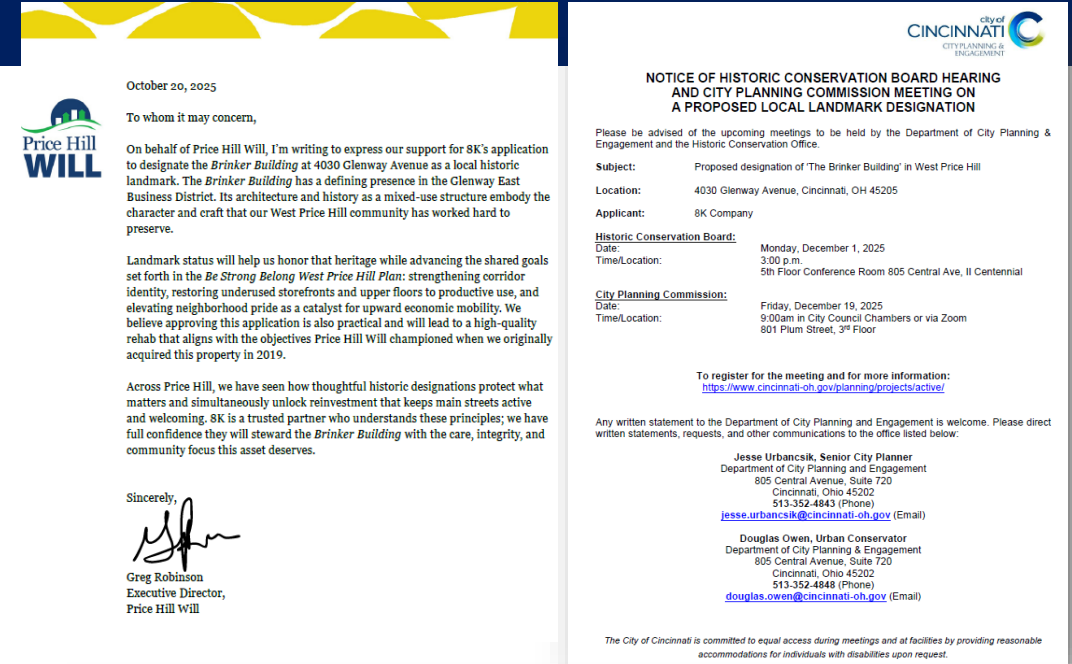 October 20, 2025
Price Hill
WILL
To whom it may concern,
On behalf of Price Hill Will, I'm writing to express our support for 8K's application
to designate the Brinker Building at 4030 Glenway Avenue as a local historic
landmark. The Brinker Building has a defining presence in the Glenway East
Business District. Its architecture and history as a mixed-use structure embody the
character and craft that our West Price Hill community has worked hard to
preserve.
Landmark status will help us honor that heritage while advancing the shared goals
set forth in the Be Strong Belong West Price Hill Plan: strengthening corridor
identity, restoring underused storefronts and upper floors to productive use, and
elevating neighborhood pride as a catalyst for upward economic mobility. We
believe approving this application is also practical and will lead to a high-quality
rehab that aligns with the objectives Price Hill Will championed when we originally
acquired this property in 2019.
Across Price Hill, we have seen how thoughtful historic designations protect what
matters and simultaneously unlock reinvestment that keeps main streets active
and welcoming. 8K is a trusted partner who understands these principles; we have
full confidence they will steward the Brinker Building with the care, integrity, and
community focus this asset deserves.
Sincerely,
Greg Robinson
Executive Director,
Price Hill Will
city of
CINCINNATI
CITY PLANNING &
ENGAGEMENT
NOTICE OF HISTORIC CONSERVATION BOARD HEARING
AND CITY PLANNING COMMISSION MEETING ON
A PROPOSED LOCAL LANDMARK DESIGNATION
Please be advised of the upcoming meetings to be held by the Department of City Planning &
Engagement and the Historic Conservation Office.
Subject: Proposed designation of 'The Brinker Building' in West Price Hill
Location: 4030 Glenway Avenue, Cincinnati, OH 45205
Applicant: 8K Company
Historic Conservation Board:
Date: Monday, December 1, 2025
Time/Location: 3:00 p.m.
5th Floor Conference Room 805 Central Ave, II Centennial
City Planning Commission:
Date: Friday, December 19, 2025
Time/Location: 9:00am in City Council Chambers or via Zoom
801 Plum Street, 3rd Floor
To register for the meeting and for more information:
https://www.cincinnati-oh.gov/planning/projects/active/
Any written statement to the Department of City Planning and Engagement is welcome. Please direct
written statements, requests, and other communications to the office listed below:
Jesse Urbancsik, Senior City Planner
Department of City Planning and Engagement
805 Central Avenue, Suite 720
Cincinnati, Ohio 45202
513-352-4843 (Phone)
jesse.urbancsik@cincinnati-oh.gov (Email)
Douglas Owen, Urban Conservator
Department of City Planning & Engagement
805 Central Avenue, Suite 720
Cincinnati, Ohio 45202
513-352-4848 (Phone)
douglas.owen@cincinnati-oh.gov (Email)
The City of Cincinnati is committed to equal access during meetings and at facilities by providing reasonable
accommodations for individuals with disabilities upon request.